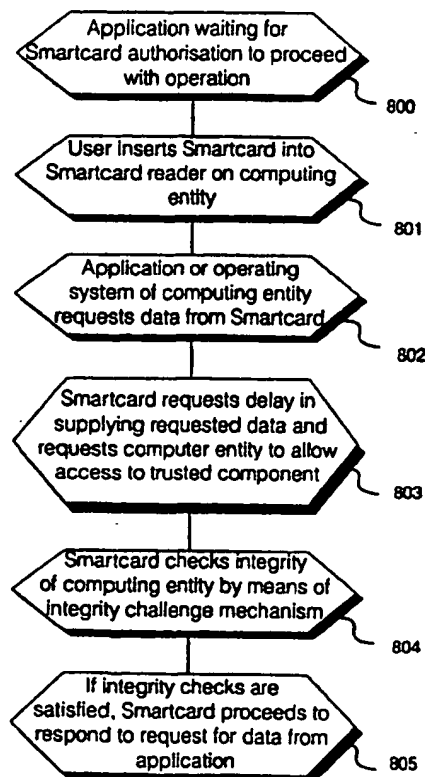 Application waiting for
Smartcard authorisation to proceed
with operation
800
User inserts Smartcard into
Smartcard reader on computing
entity
801
Application or operating
system of computing entity
requests data from Smartcard
802
Smartcard requests delay in
supplying requested data and
requests computer entity to allow
access to trusted component
803
Smartcard checks integrity
of computing entity by means of
integrity challenge mechanism
804
If integrity checks are
satisfied, Smartcard proceeds to
respond to request for data from
application
805